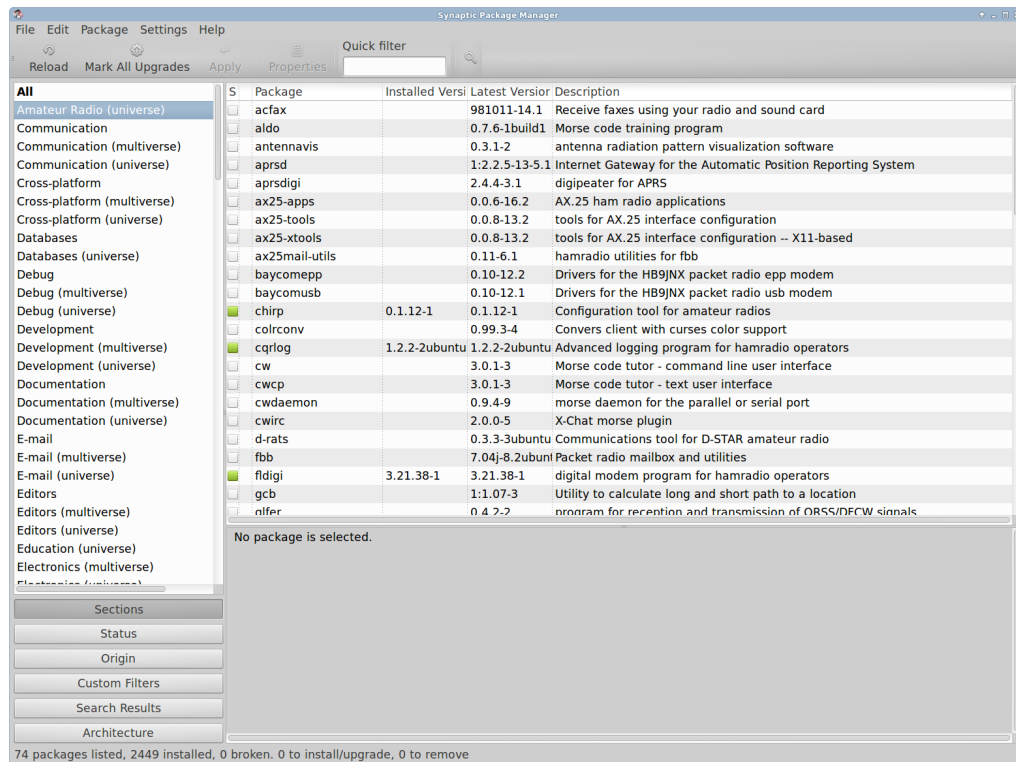 Synaptic Package Manager
File Edit Package Settings Help
Reload Mark All Upgrades Apply Properties Quick filter
All
Amateur Radio (universe)
Communication
Communication (multiverse)
Communication (universe)
Cross-platform
Cross-platform (multiverse)
Cross-platform (universe)
Databases
Databases (universe)
Debug
Debug (multiverse)
Debug (universe)
Development
Development (multiverse)
Development (universe)
Documentation
Documentation (multiverse)
Documentation (universe)
E-mail
E-mail (multiverse)
E-mail (universe)
Editors
Editors (multiverse)
Editors (universe)
Education (universe)
Electronics (multiverse)
Electronics (universe)
Sections
Status
Origin
Custom Filters
Search Results
Architecture
S Package Installed Versi Latest Version Description
acfax 981011-14.1 Receive faxes using your radio and sound card
aldo 0.7.6-1build1 Morse code training program
antennavis 0.3.1-2 antenna radiation pattern visualization software
aprsd 1:2.2.5-13-5.1 Internet Gateway for the Automatic Position Reporting System
aprsdigi 2.4.4-3.1 digipeater for APRS
ax25-apps 0.0.6-16.2 AX.25 ham radio applications
ax25-tools 0.0.8-13.2 tools for AX.25 interface configuration
ax25-xtools 0.0.8-13.2 tools for AX.25 interface configuration -- X11-based
ax25mail-utils 0.11-6.1 hamradio utilities for fbb
baycomepp 0.10-12.2 Drivers for the HB9JNX packet radio epp modem
baycomusb 0.10-12.1 Drivers for the HB9JNX packet radio usb modem
chirp 0.1.12-1 0.1.12-1 Configuration tool for amateur radios
colrconv 0.99.3-4 Convers client with curses color support
cqrlog 1.2.2-2ubuntu 1.2.2-2ubuntu Advanced logging program for hamradio operators
cw 3.0.1-3 Morse code tutor - command line user interface
cwcp 3.0.1-3 Morse code tutor - text user interface
cwdaemon 0.9.4-9 morse daemon for the parallel or serial port
cwirc 2.0.0-5 X-Chat morse plugin
d-rats 0.3.3-3ubuntu Communications tool for D-STAR amateur radio
fbb 7.04j-8.2ubunt Packet radio mailbox and utilities
fldigi 3.21.38-1 3.21.38-1 digital modem program for hamradio operators
gcb 1:1.07-3 Utility to calculate long and short path to a location
glfer 0.4.2-2 program for reception and transmission of QRSS/DFCW signals
No package is selected.
74 packages listed, 2449 installed, 0 broken. 0 to install/upgrade, 0 to remove